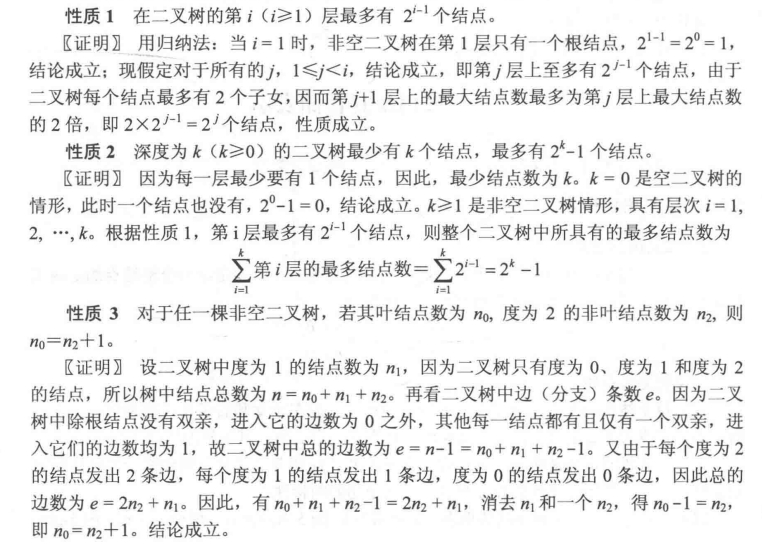 性质 1 在二叉树的第 i（i≥1）层最多有 2^{i-1} 个结点。
〖证明〗 用归纳法：当 i = 1 时，非空二叉树在第 1 层只有一个根结点，2^{1-1} = 2^0 = 1，
结论成立；现假定对于所有的 j，1≤j<i，结论成立，即第 j 层上至多有 2^{j-1} 个结点，由于
二叉树每个结点最多有 2 个子女，因而第 j+1 层上的最大结点数最多为第 j 层上最大结点数
的 2 倍，即 2×2^{j-1} = 2^j 个结点，性质成立。
性质 2 深度为 k（k≥0）的二叉树最少有 k 个结点，最多有 2^k-1 个结点。
〖证明〗 因为每一层最少要有 1 个结点，因此，最少结点数为 k。k = 0 是空二叉树的
情形，此时一个结点也没有，2^0-1 = 0，结论成立。k≥1 是非空二叉树情形，具有层次 i = 1,
2, …, k。根据性质 1，第 i 层最多有 2^{i-1} 个结点，则整个二叉树中所具有的最多结点数为
∑_{i=1}^{k} 第 i 层的最多结点数 = ∑_{i=1}^{k} 2^{i-1} = 2^k - 1
性质 3 对于任一棵非空二叉树，若其叶结点数为 n_0, 度为 2 的非叶结点数为 n_2, 则
n_0=n_2+1。
〖证明〗 设二叉树中度为 1 的结点数为 n_1，因为二叉树只有度为 0、度为 1 和度为 2
的结点，所以树中结点总数为 n = n_0 + n_1 + n_2。再看二叉树中边（分支）条数 e。因为二叉
树中除根结点没有双亲，进入它的边数为 0 之外，其他每一结点都有且仅有一个双亲，进
入它们的边数均为 1，故二叉树中总的边数为 e = n-1 = n_0 + n_1 + n_2 -1。又由于每个度为 2
的结点发出 2 条边，每个度为 1 的结点发出 1 条边，度为 0 的结点发出 0 条边，因此总的
边数为 e = 2n_2 + n_1。因此，有 n_0 + n_1 + n_2 -1 = 2n_2 + n_1，消去 n_1 和一个 n_2，得 n_0 -1 = n_2，
即 n_0 = n_2+1。结论成立。